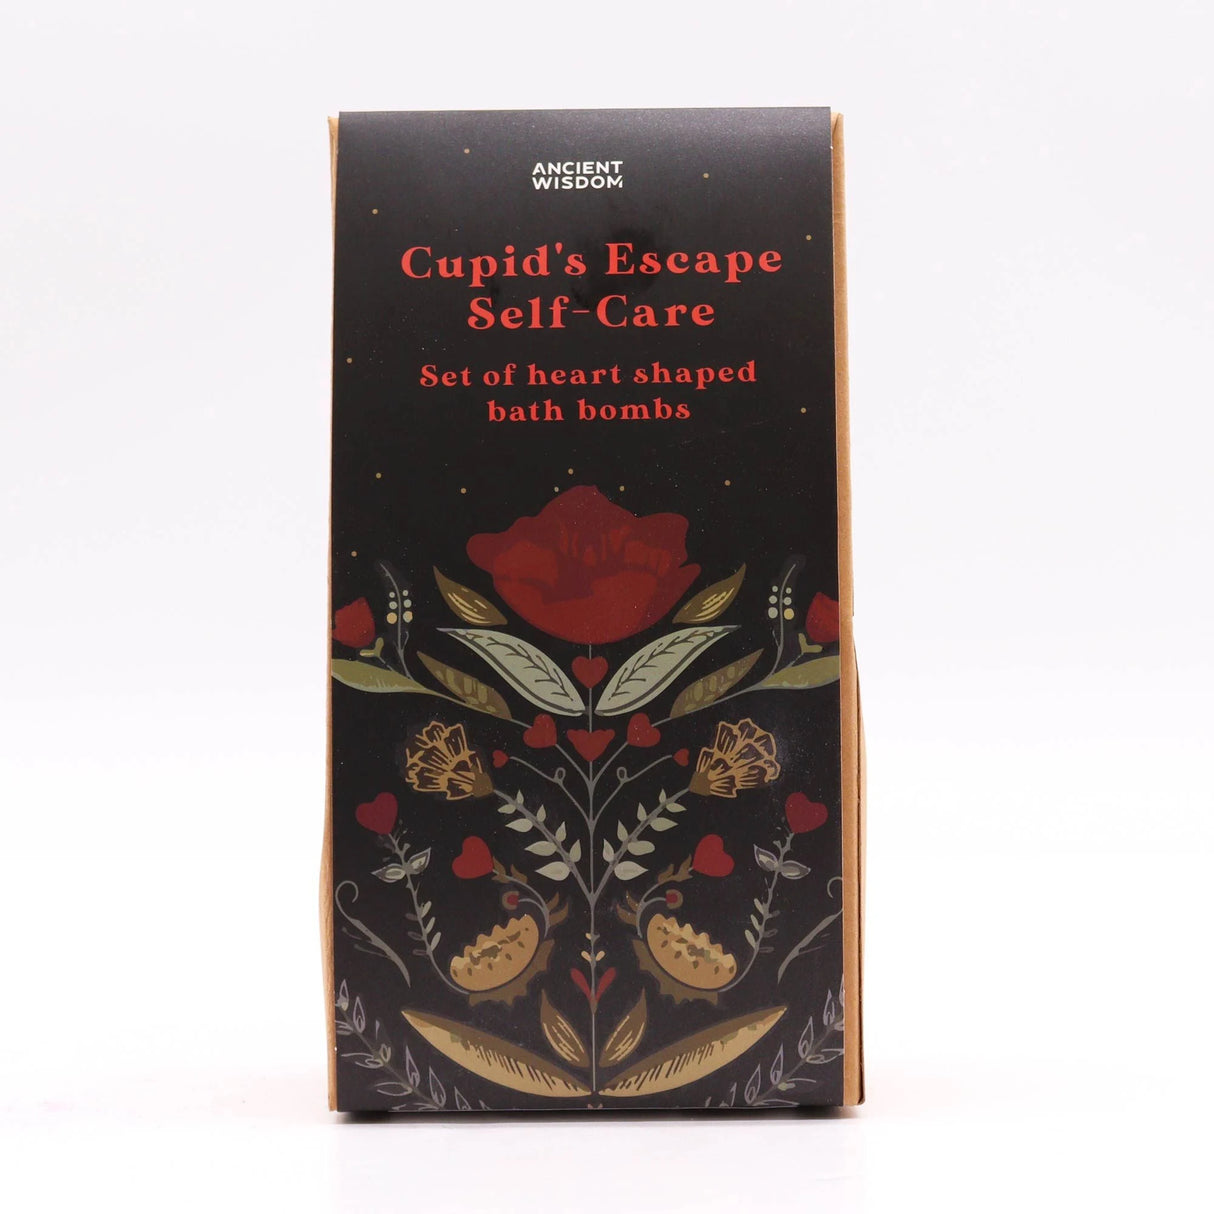 ANCIENT
WISDOM
Cupid's Escape
Self-Care
Set of heart shaped
bath bombs